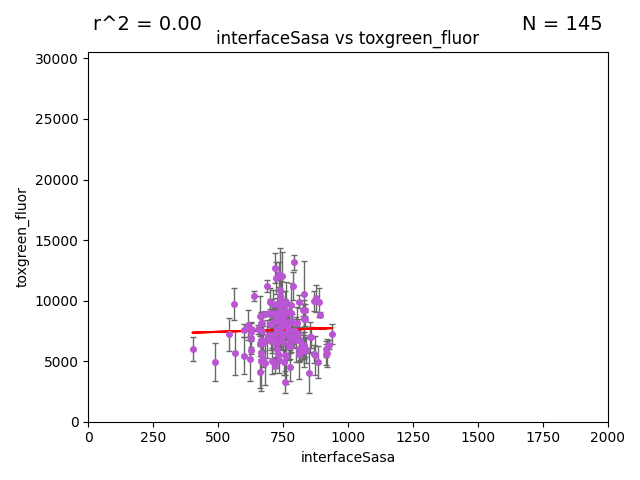 r^2 = 0.00
N = 145
interfaceSasa vs toxgreen_fluor
30000
25000
20000
15000
10000
5000
0
toxgreen_fluor
0 250 500 750 1000 1250 1500 1750 2000
interfaceSasa